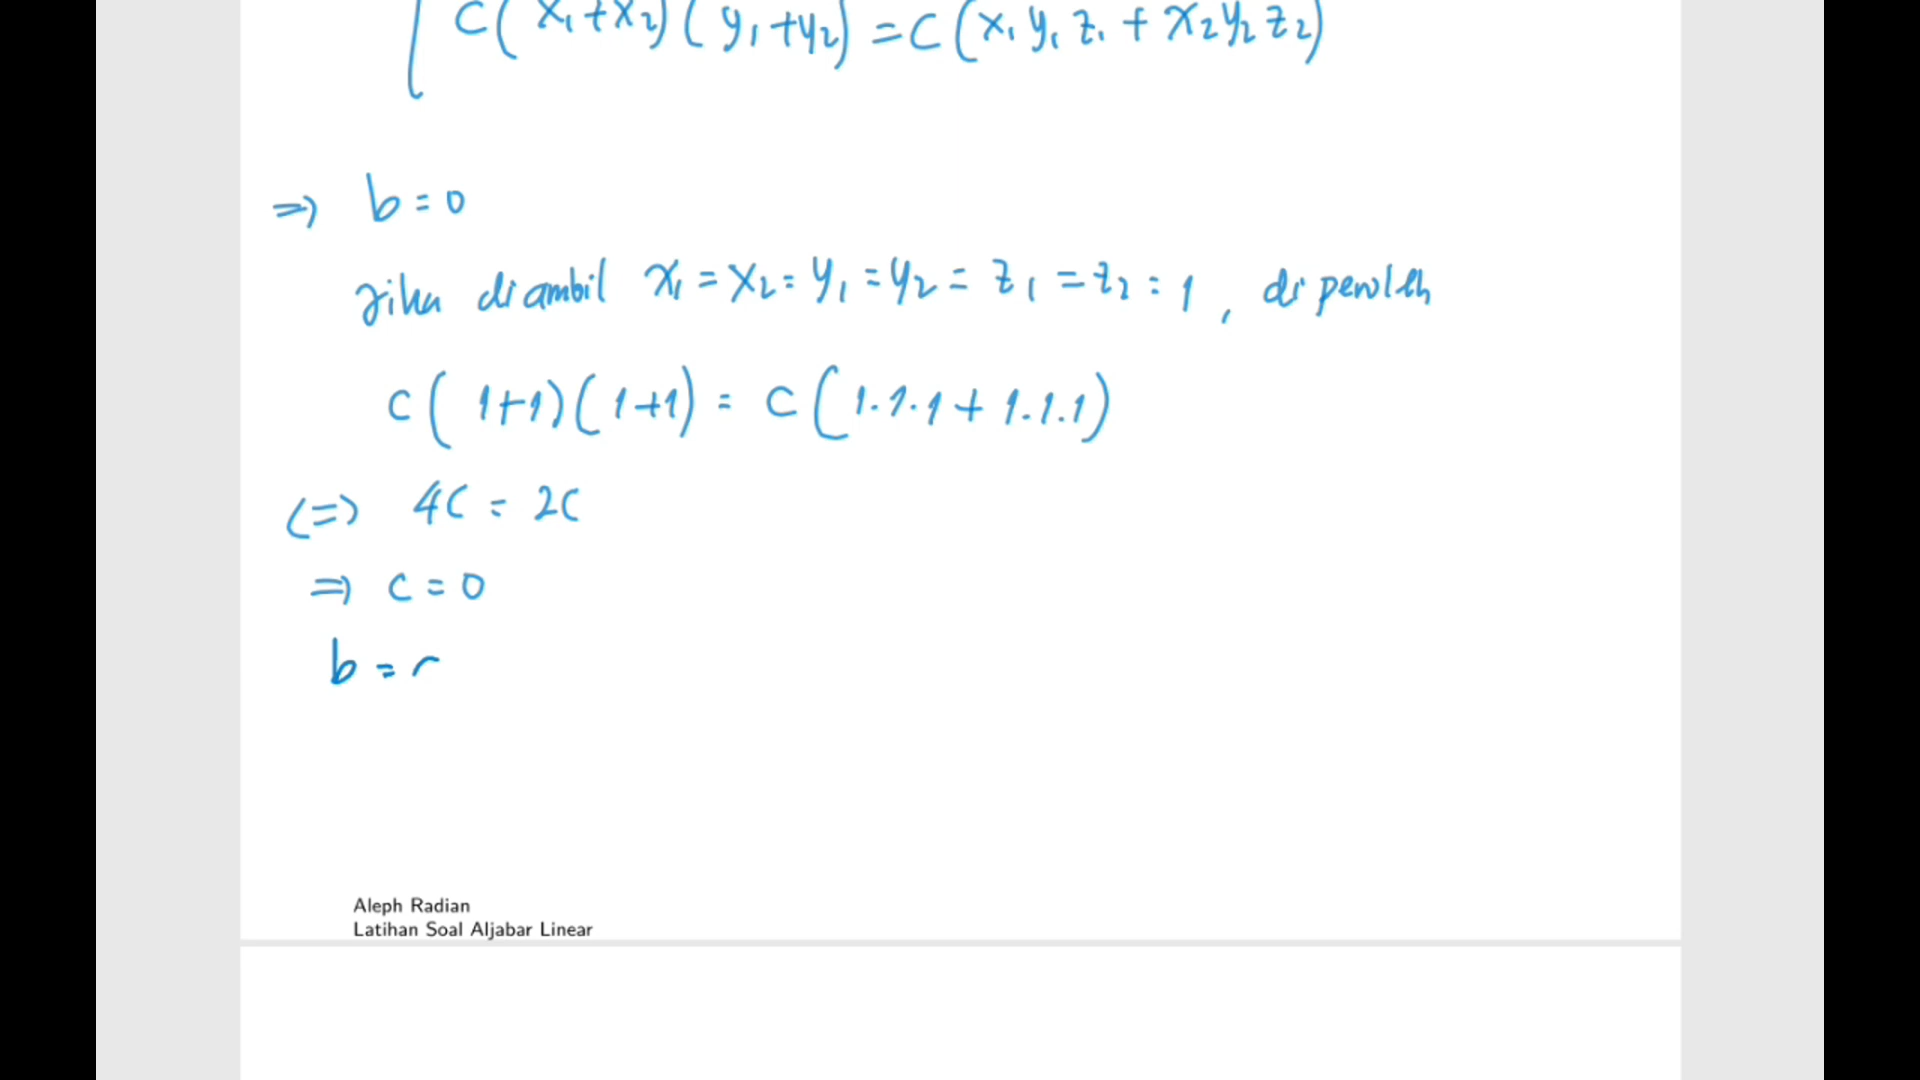 C(x₁+x₂)(y₁+y₂) = C(x₁y₁z₁ + x₂y₂z₂)
⇒ b=0
jika diambil x₁=x₂=y₁=y₂=z₁=z₂=1, diperoleh
c(1+1)(1+1) = c(1.1.1+1.1.1)
⇔ 4c = 2c
⇒ c=0
b=
Aleph Radian
Latihan Soal Aljabar Linear